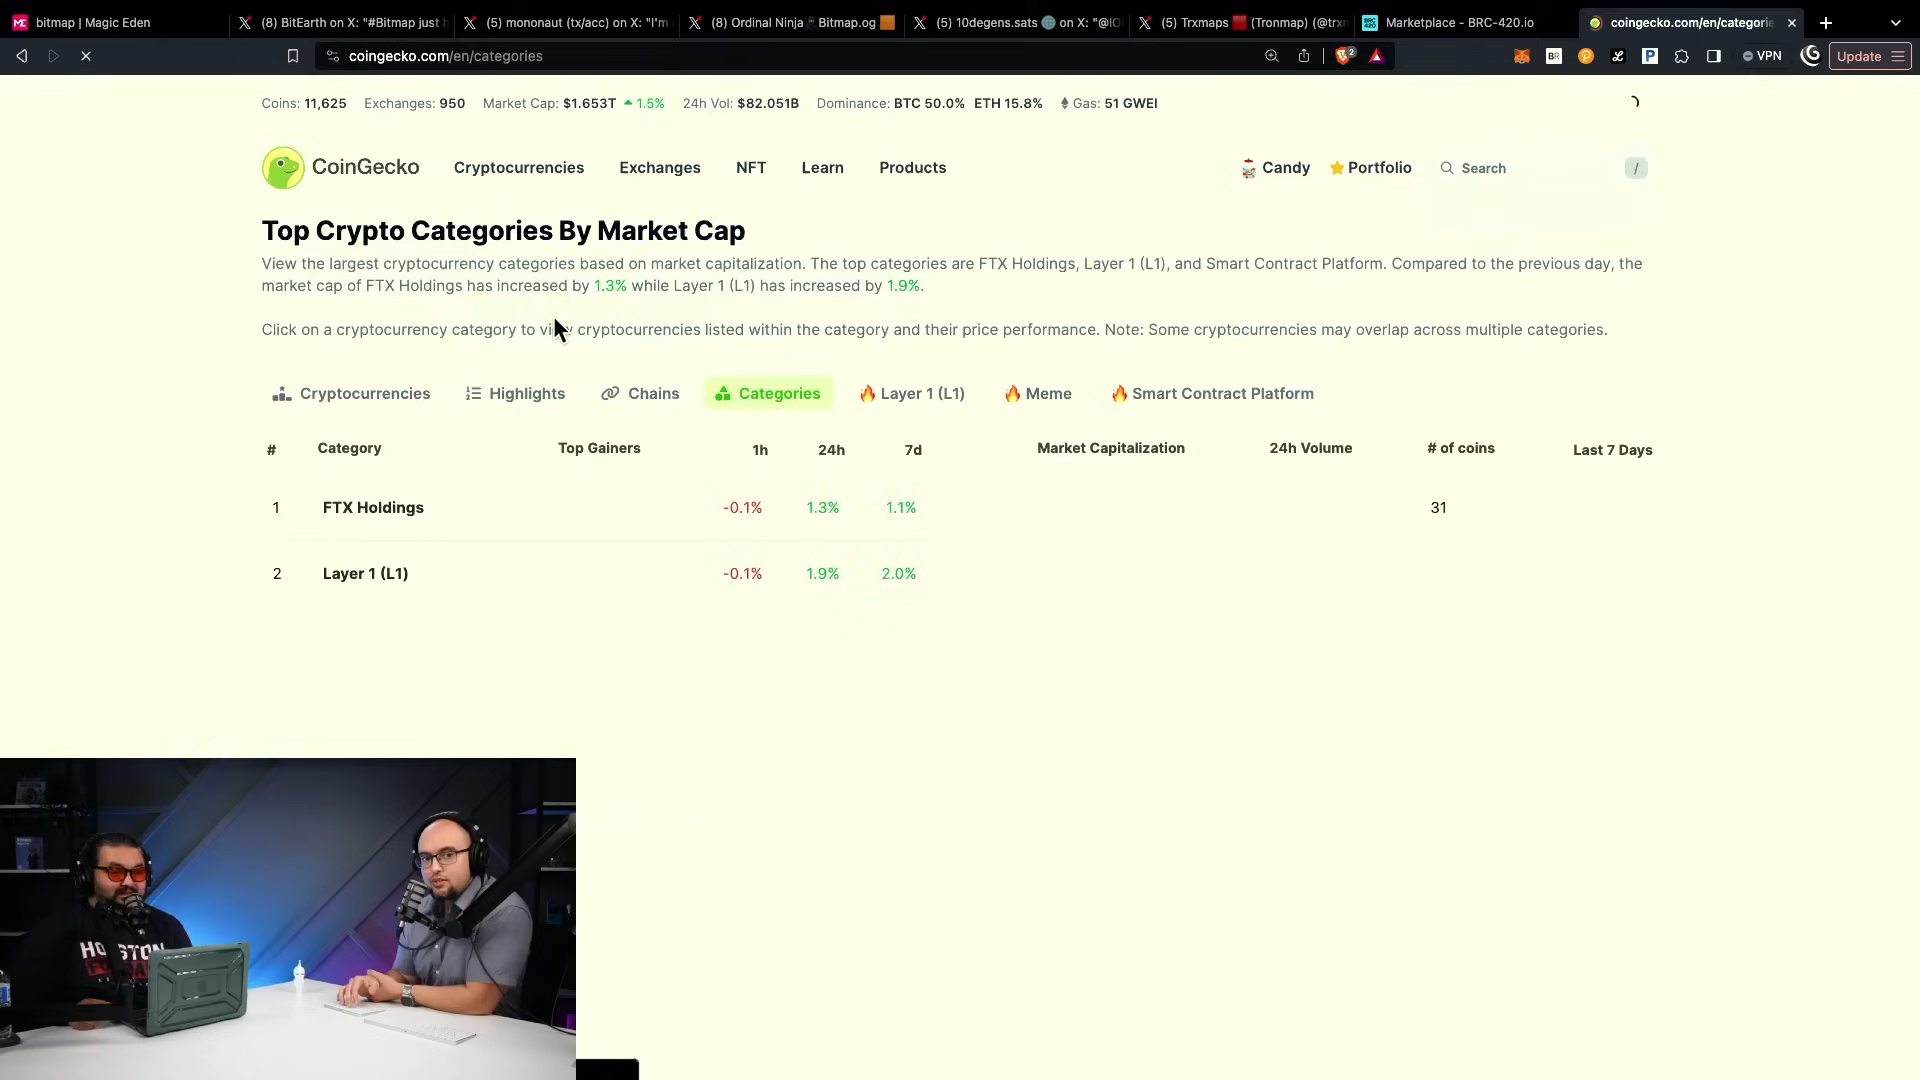 bitmap | Magic Eden
(8) BitEarth on X: "#Bitmap just h
(5) mononaut (tx/acc) on X: "I'm
(8) Ordinal Ninja Bitmap.og
(5) 10degens.sats on X: "@IO
(5) Trxmaps (Tronmap) (@trxn
Marketplace - BRC-420.io
coingecko.com/en/categorie
coingecko.com/en/categories
2
VPN
Update
Coins: 11,625 Exchanges: 950 Market Cap: $1.653T 1.5% 24h Vol: $82.051B Dominance: BTC 50.0% ETH 15.8% Gas: 51 GWEI
CoinGecko
Cryptocurrencies Exchanges NFT Learn Products
Candy Portfolio Search /
Top Crypto Categories By Market Cap
View the largest cryptocurrency categories based on market capitalization. The top categories are FTX Holdings, Layer 1 (L1), and Smart Contract Platform. Compared to the previous day, the
market cap of FTX Holdings has increased by 1.3% while Layer 1 (L1) has increased by 1.9%.
Click on a cryptocurrency category to view cryptocurrencies listed within the category and their price performance. Note: Some cryptocurrencies may overlap across multiple categories.
Cryptocurrencies Highlights Chains Categories Layer 1 (L1) Meme Smart Contract Platform
# Category Top Gainers 1h 24h 7d Market Capitalization 24h Volume # of coins Last 7 Days
1 FTX Holdings -0.1% 1.3% 1.1% 31
2 Layer 1 (L1) -0.1% 1.9% 2.0%